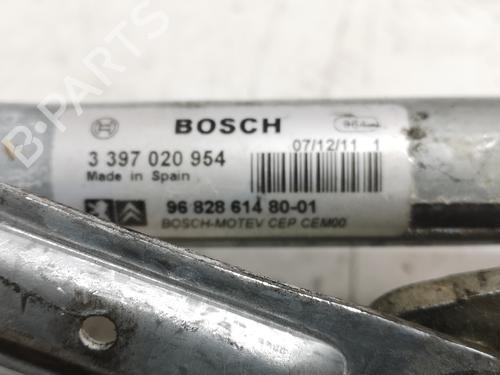 BOSCH
954
3 397 020 954
07/12/11 1
Made in Spain
96 828 614 80-01
BOSCH-MOTEV CEP CEM00
B-PARTS